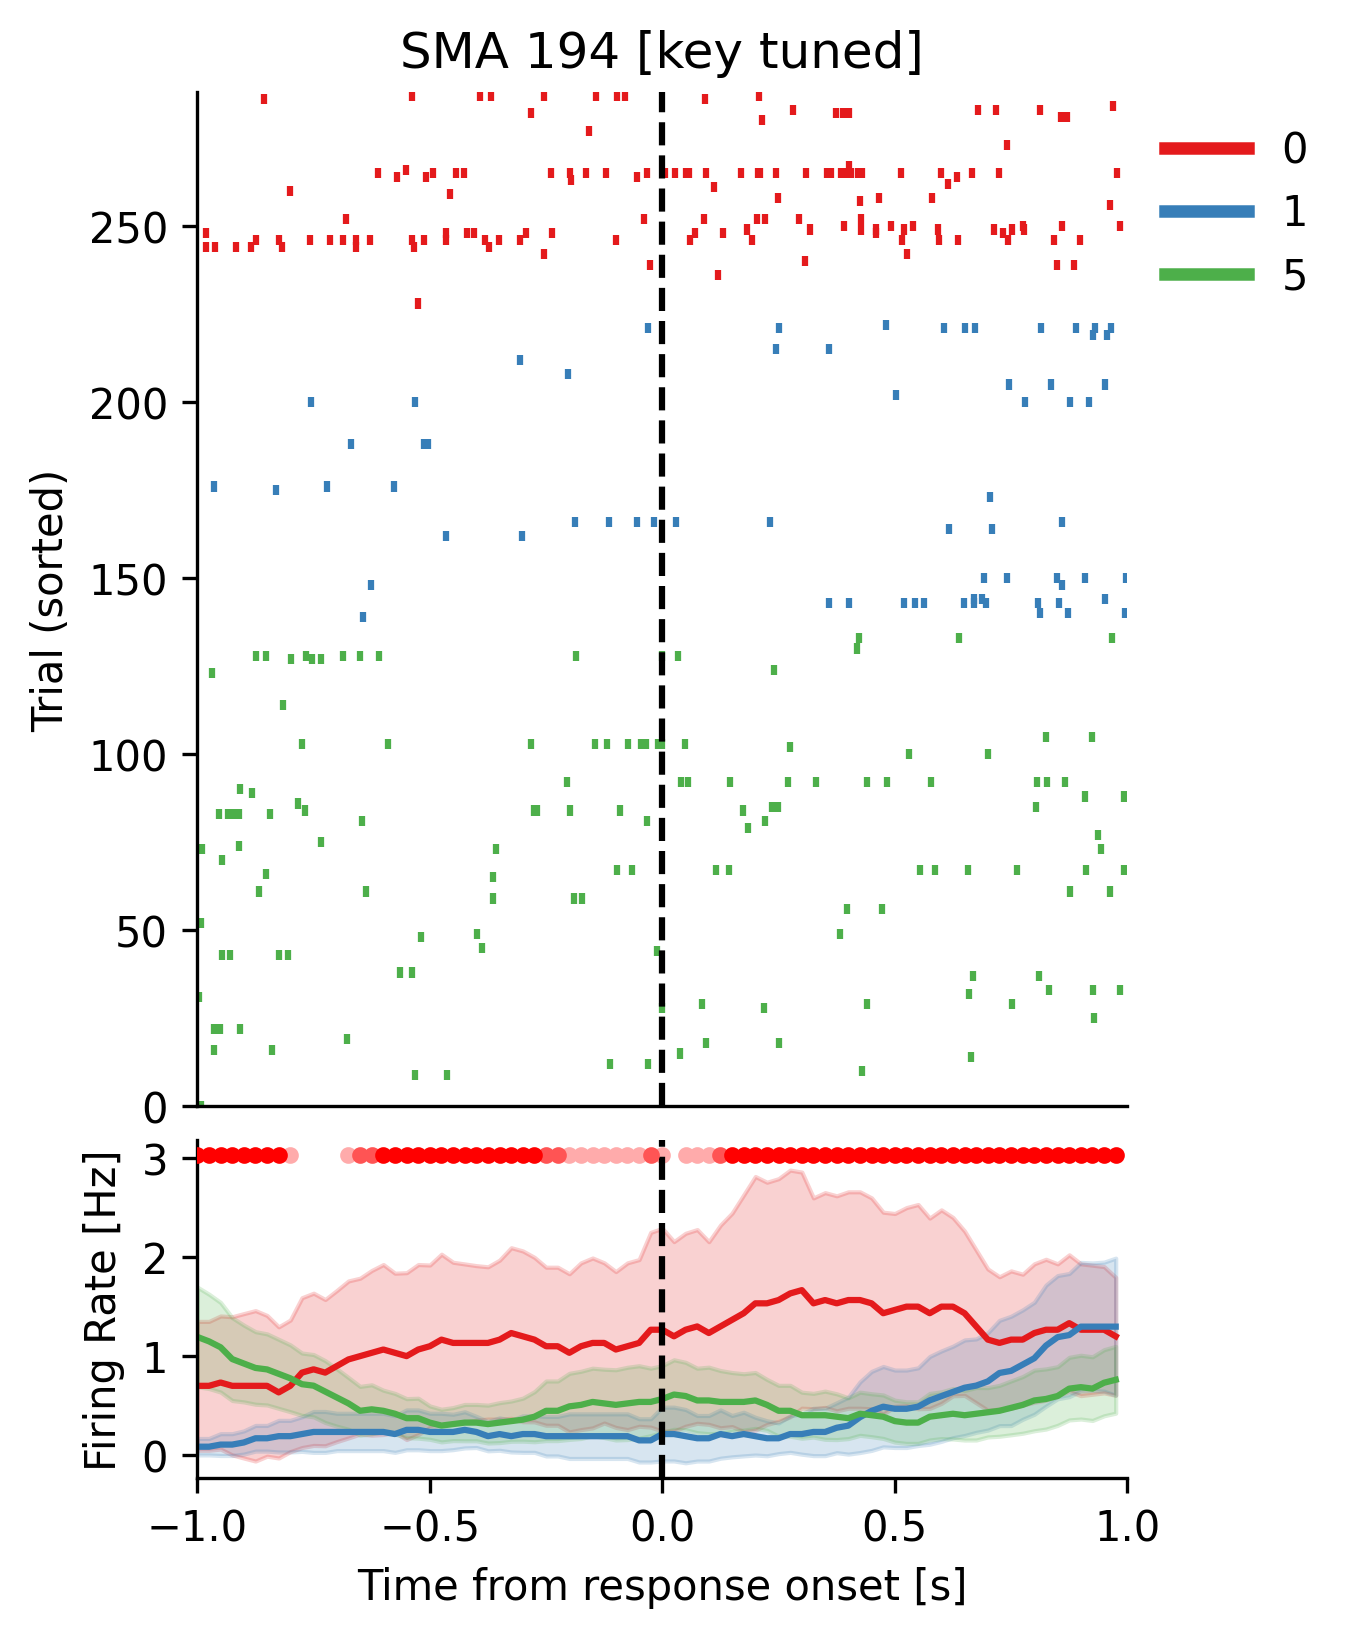 SMA 194 [key tuned]
0
1
5
250
200
150
100
50
0
Trial (sorted)
3
2
1
0
Firing Rate [Hz]
−1.0 −0.5 0.0 0.5 1.0
Time from response onset [s]